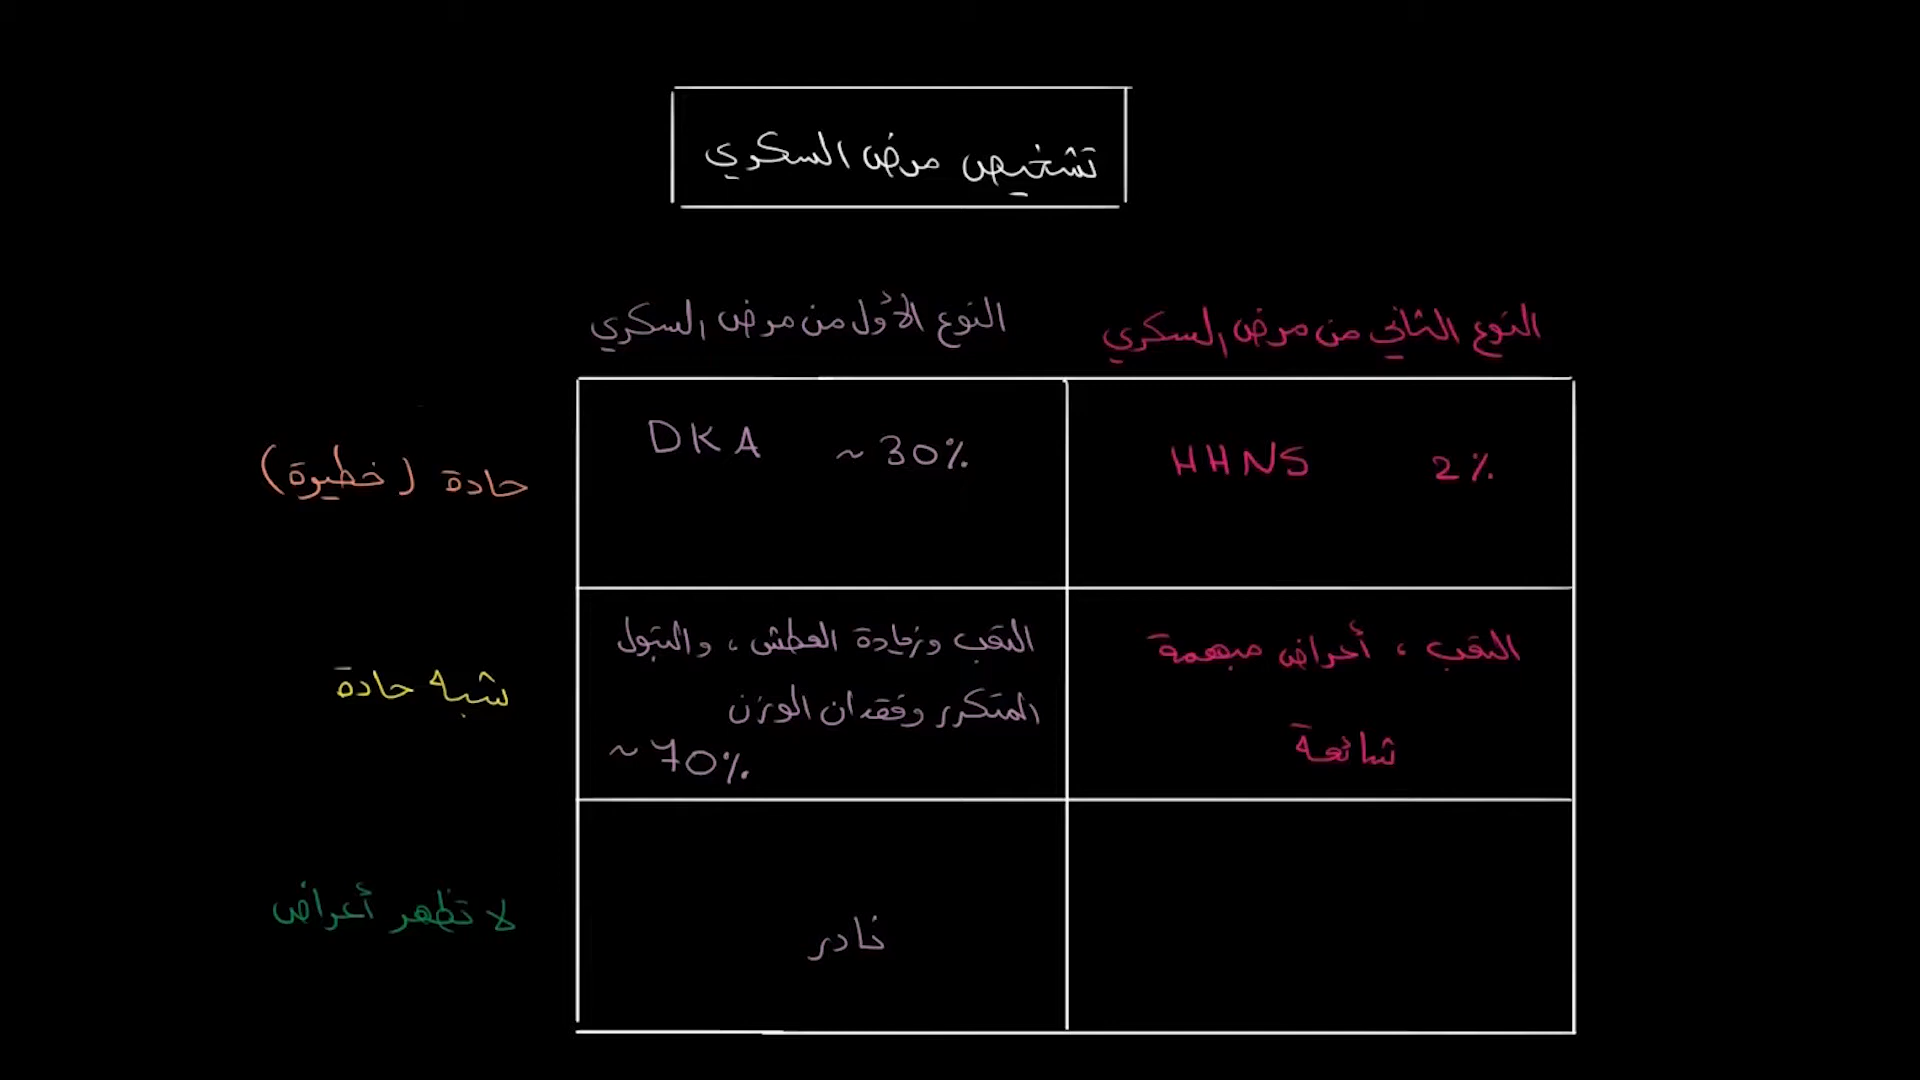 تشخيص مرض السكري
النوع الأول من مرض السكري
النوع الثاني من مرض السكري
حادة (خطيرة)
DKA ~30%
HHNS 2%
شبه حادة
التعب وزيادة العطش، والتبول
المتكرر وفقدان الوزن
~70%
التعب، أعراض مبهمة
شائعة
لا تظهر أعراض
نادر